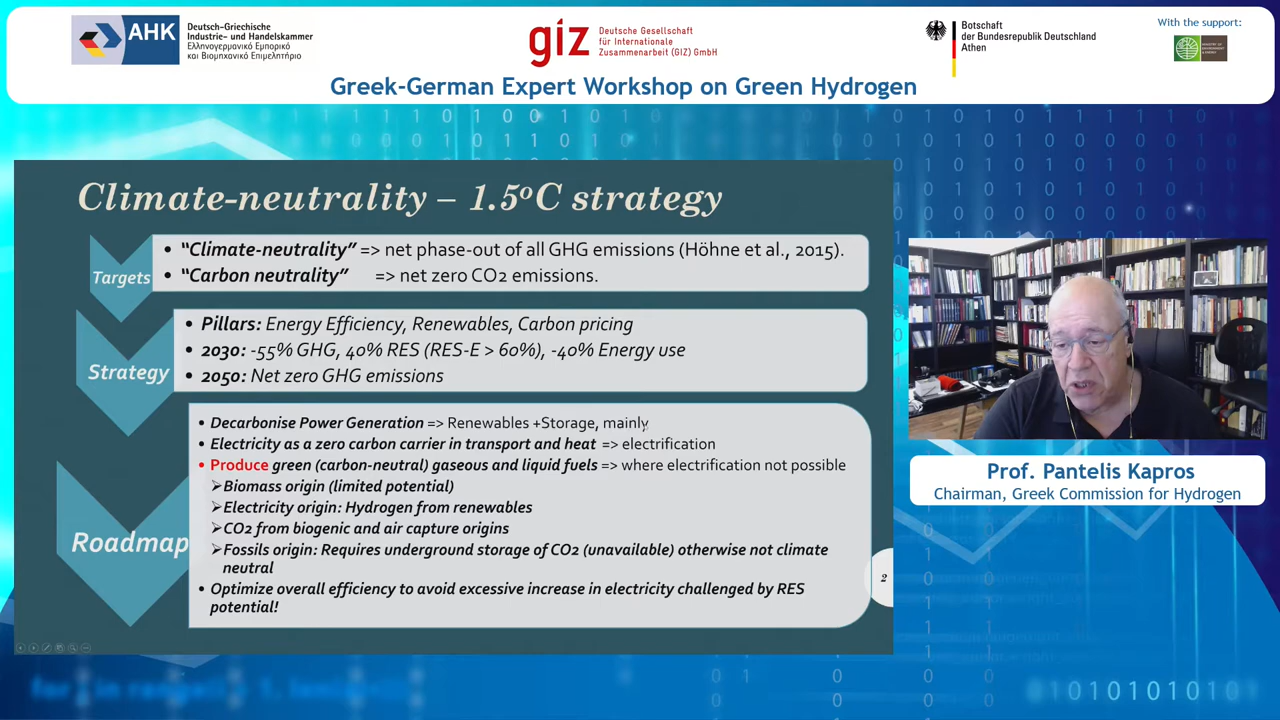 AHK
Deutsch-Griechische
Industrie- und Handelskammer
Ελληνογερμανικό Εμπορικό
και Βιομηχανικό Επιμελητήριο
giz
Deutsche Gesellschaft
für Internationale
Zusammenarbeit (GIZ) GmbH
Botschaft
der Bundesrepublik Deutschland
Athen
With the support:
Greek-German Expert Workshop on Green Hydrogen
Climate-neutrality – 1.5°C strategy
Targets
• “Climate-neutrality” => net phase-out of all GHG emissions (Höhne et al., 2015).
• “Carbon neutrality” => net zero CO2 emissions.
Strategy
• Pillars: Energy Efficiency, Renewables, Carbon pricing
• 2030: -55% GHG, 40% RES (RES-E > 60%), -40% Energy use
• 2050: Net zero GHG emissions
Roadmap
• Decarbonise Power Generation => Renewables +Storage, mainly
• Electricity as a zero carbon carrier in transport and heat => electrification
• Produce green (carbon-neutral) gaseous and liquid fuels => where electrification not possible
➢Biomass origin (limited potential)
➢Electricity origin: Hydrogen from renewables
➢CO2 from biogenic and air capture origins
➢Fossils origin: Requires underground storage of CO2 (unavailable) otherwise not climate
neutral
• Optimize overall efficiency to avoid excessive increase in electricity challenged by RES
potential!
2
Prof. Pantelis Kapros
Chairman, Greek Commission for Hydrogen